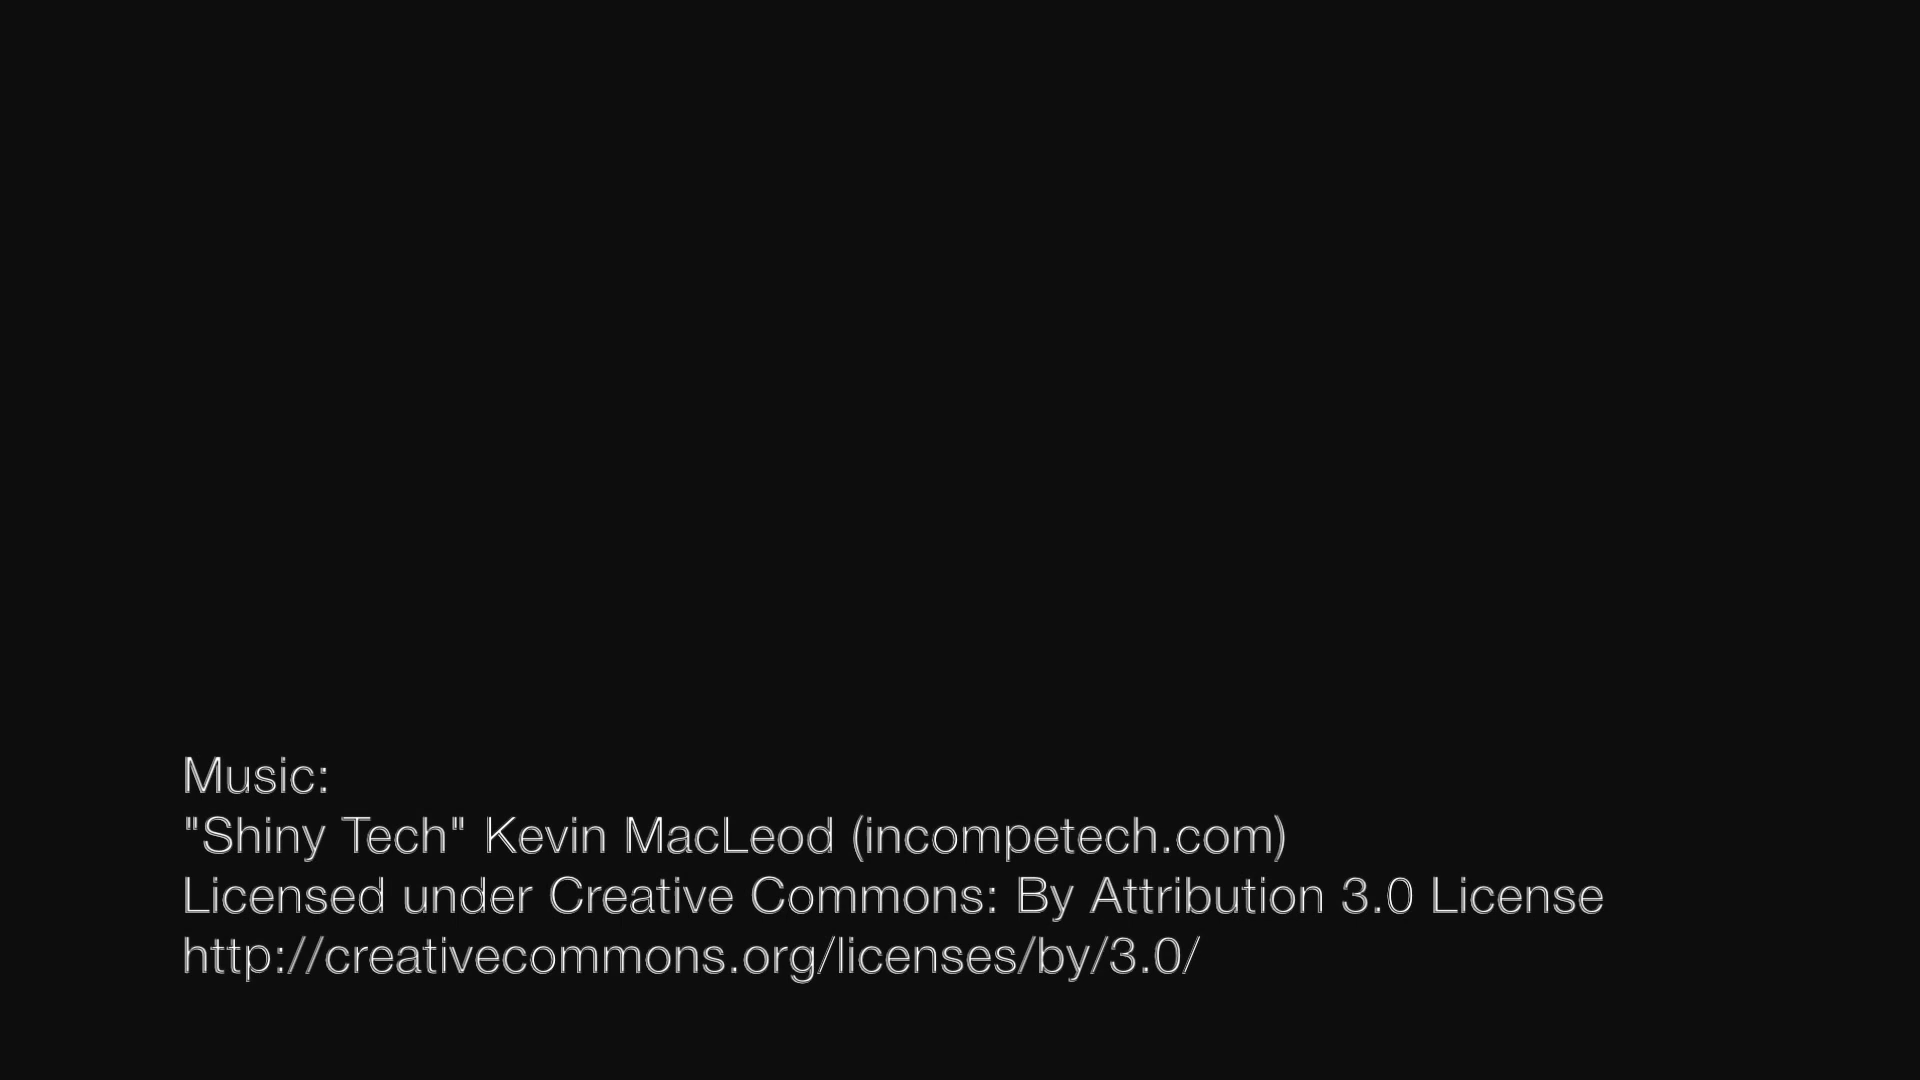 Music:
"Shiny Tech" Kevin MacLeod (incompetech.com)
Licensed under Creative Commons: By Attribution 3.0 License
http://creativecommons.org/licenses/by/3.0/